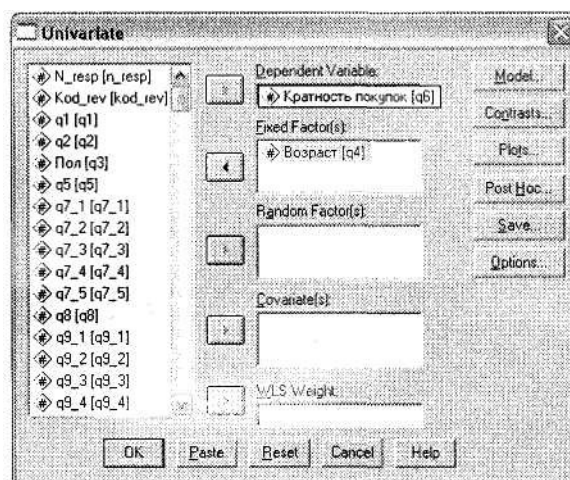 Univariate
N_resp [n_resp]
Kod_rev [kod_rev]
q1 [q1]
q2 [q2]
Пол [q3]
q5 [q5]
q7_1 [q7_1]
q7_2 [q7_2]
q7_3 [q7_3]
q7_4 [q7_4]
q7_5 [q7_5]
q8 [q8]
q9_1 [q9_1]
q9_2 [q9_2]
q9_3 [q9_3]
q9_4 [q9_4]
Dependent Variable:
Кратность покупок [q6]
Fixed Factor(s):
Возраст [q4]
Random Factor(s):
Covariate(s):
WLS Weight:
Model...
Contrasts...
Plots...
Post Hoc...
Save...
Options...
OK
Paste
Reset
Cancel
Help